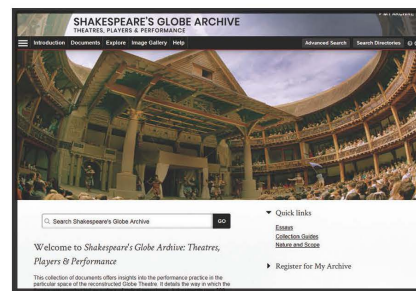 SHAKESPEARE'S GLOBE ARCHIVE
THEATRES, PLAYERS & PERFORMANCE
Introduction Documents Explore Image Gallery Help Advanced Search Search Directories
Search Shakespeare's Globe Archive GO
Welcome to Shakespeare's Globe Archive: Theatres,
Players & Performance
This collection of documents offers insights into the performance practice in the
particular space of the reconstructed Globe Theatre. It details the way in which the
Quick links
Essays
Collection Guides
Nature and Scope
Register for My Archive